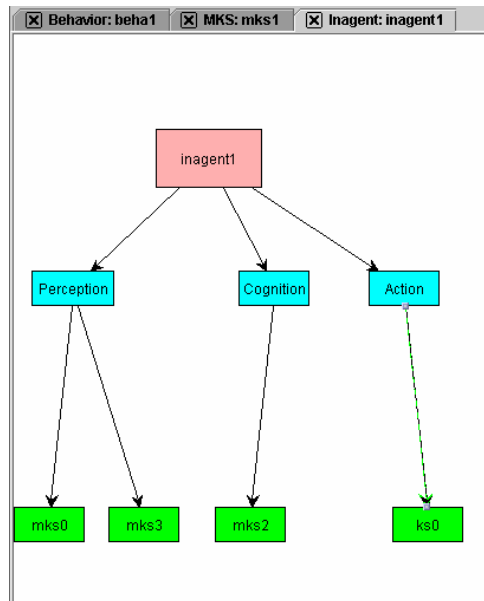 Behavior: beha1 MKS: mks1 Inagent: inagent1
inagent1
Perception Cognition Action
mks0 mks3 mks2 ks0